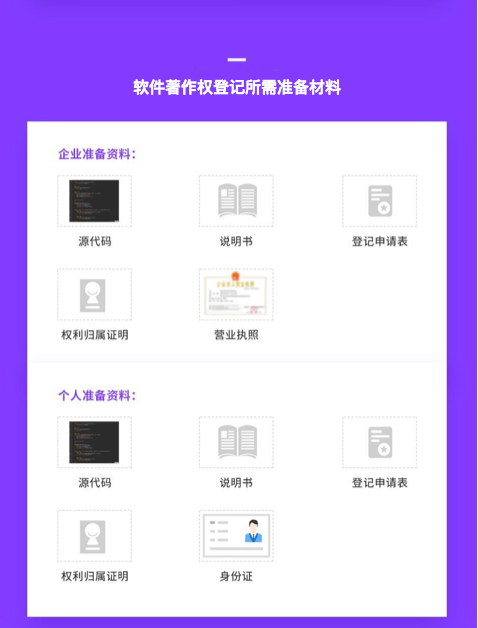 软件著作权登记所需准备材料
企业准备资料：
源代码
说明书
登记申请表
权利归属证明
营业执照
个人准备资料：
源代码
说明书
登记申请表
权利归属证明
身份证